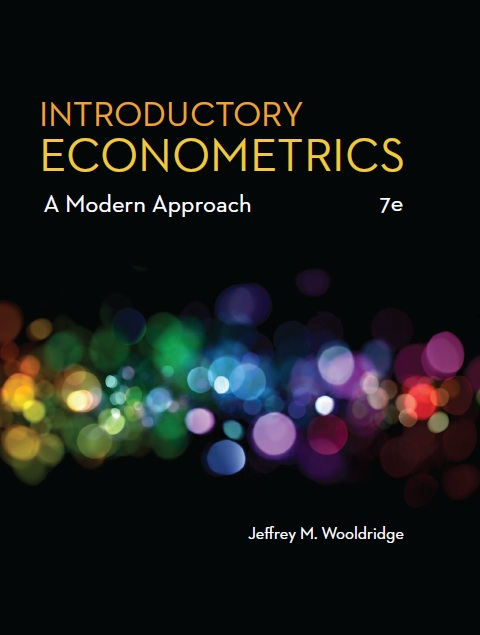 INTRODUCTORY
ECONOMETRICS
A Modern Approach 7e
Jeffrey M. Wooldridge